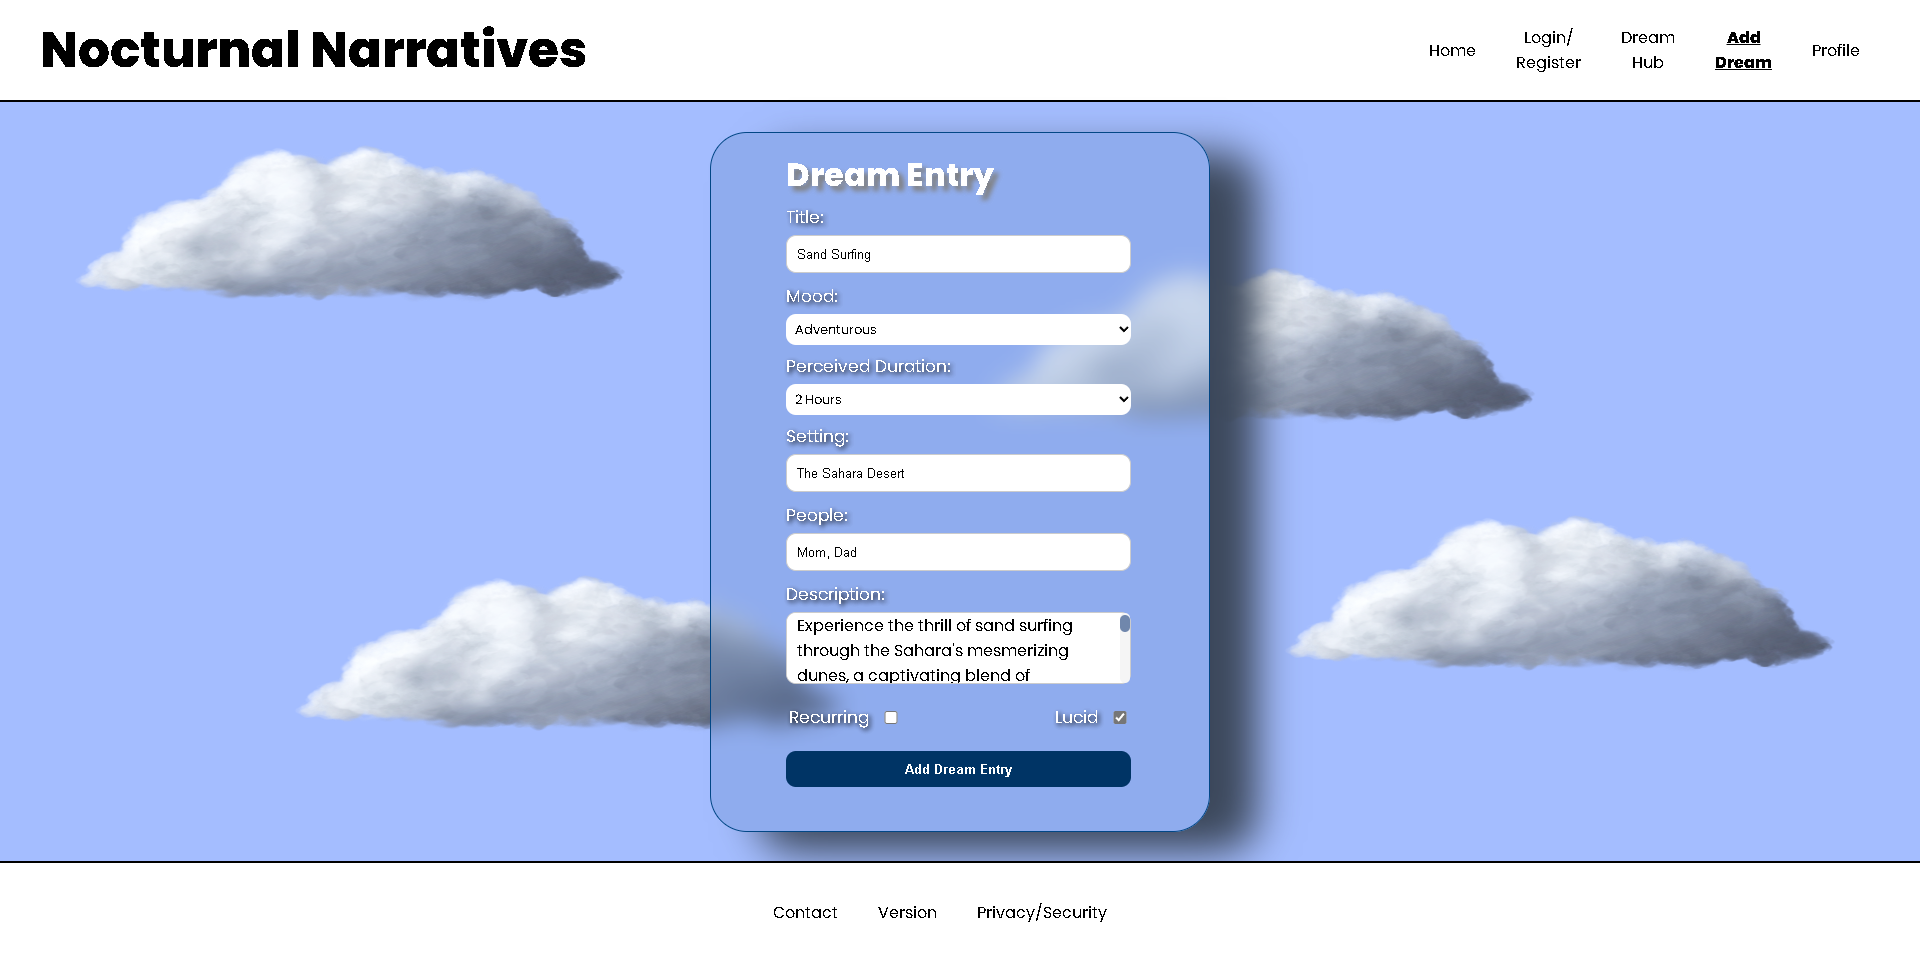 Nocturnal Narratives
Home
Login/
Register
Dream
Hub
Add
Dream
Profile
Dream Entry
Title:
Sand Surfing
Mood:
Adventurous
Perceived Duration:
2 Hours
Setting:
The Sahara Desert
People:
Mom, Dad
Description:
Experience the thrill of sand surfing
through the Sahara's mesmerizing
dunes, a captivating blend of
Recurring
Lucid
Add Dream Entry
Contact
Version
Privacy/Security